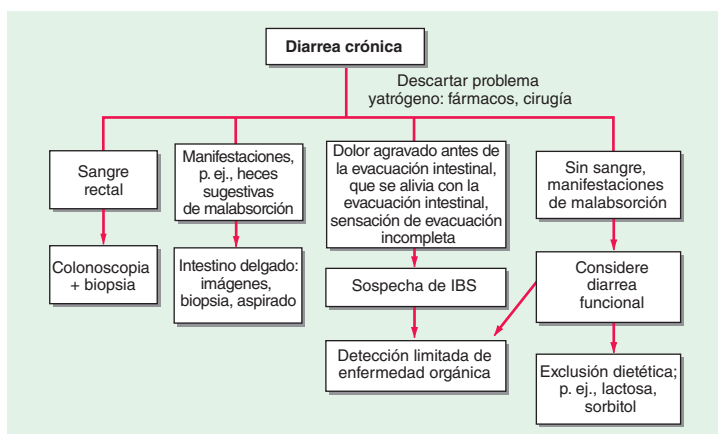 Diarrea crónica
Descartar problema
yatrógeno: fármacos, cirugía
Sangre
rectal
Manifestaciones,
p. ej., heces
sugestivas
de malabsorción
Dolor agravado antes de
la evacuación intestinal,
que se alivia con la
evacuación intestinal,
sensación de evacuación
incompleta
Sin sangre,
manifestaciones
de malabsorción
Colonoscopia
+ biopsia
Intestino delgado:
imágenes,
biopsia, aspirado
Sospecha de IBS
Considere
diarrea
funcional
Detección limitada de
enfermedad orgánica
Exclusión dietética;
p. ej., lactosa,
sorbitol